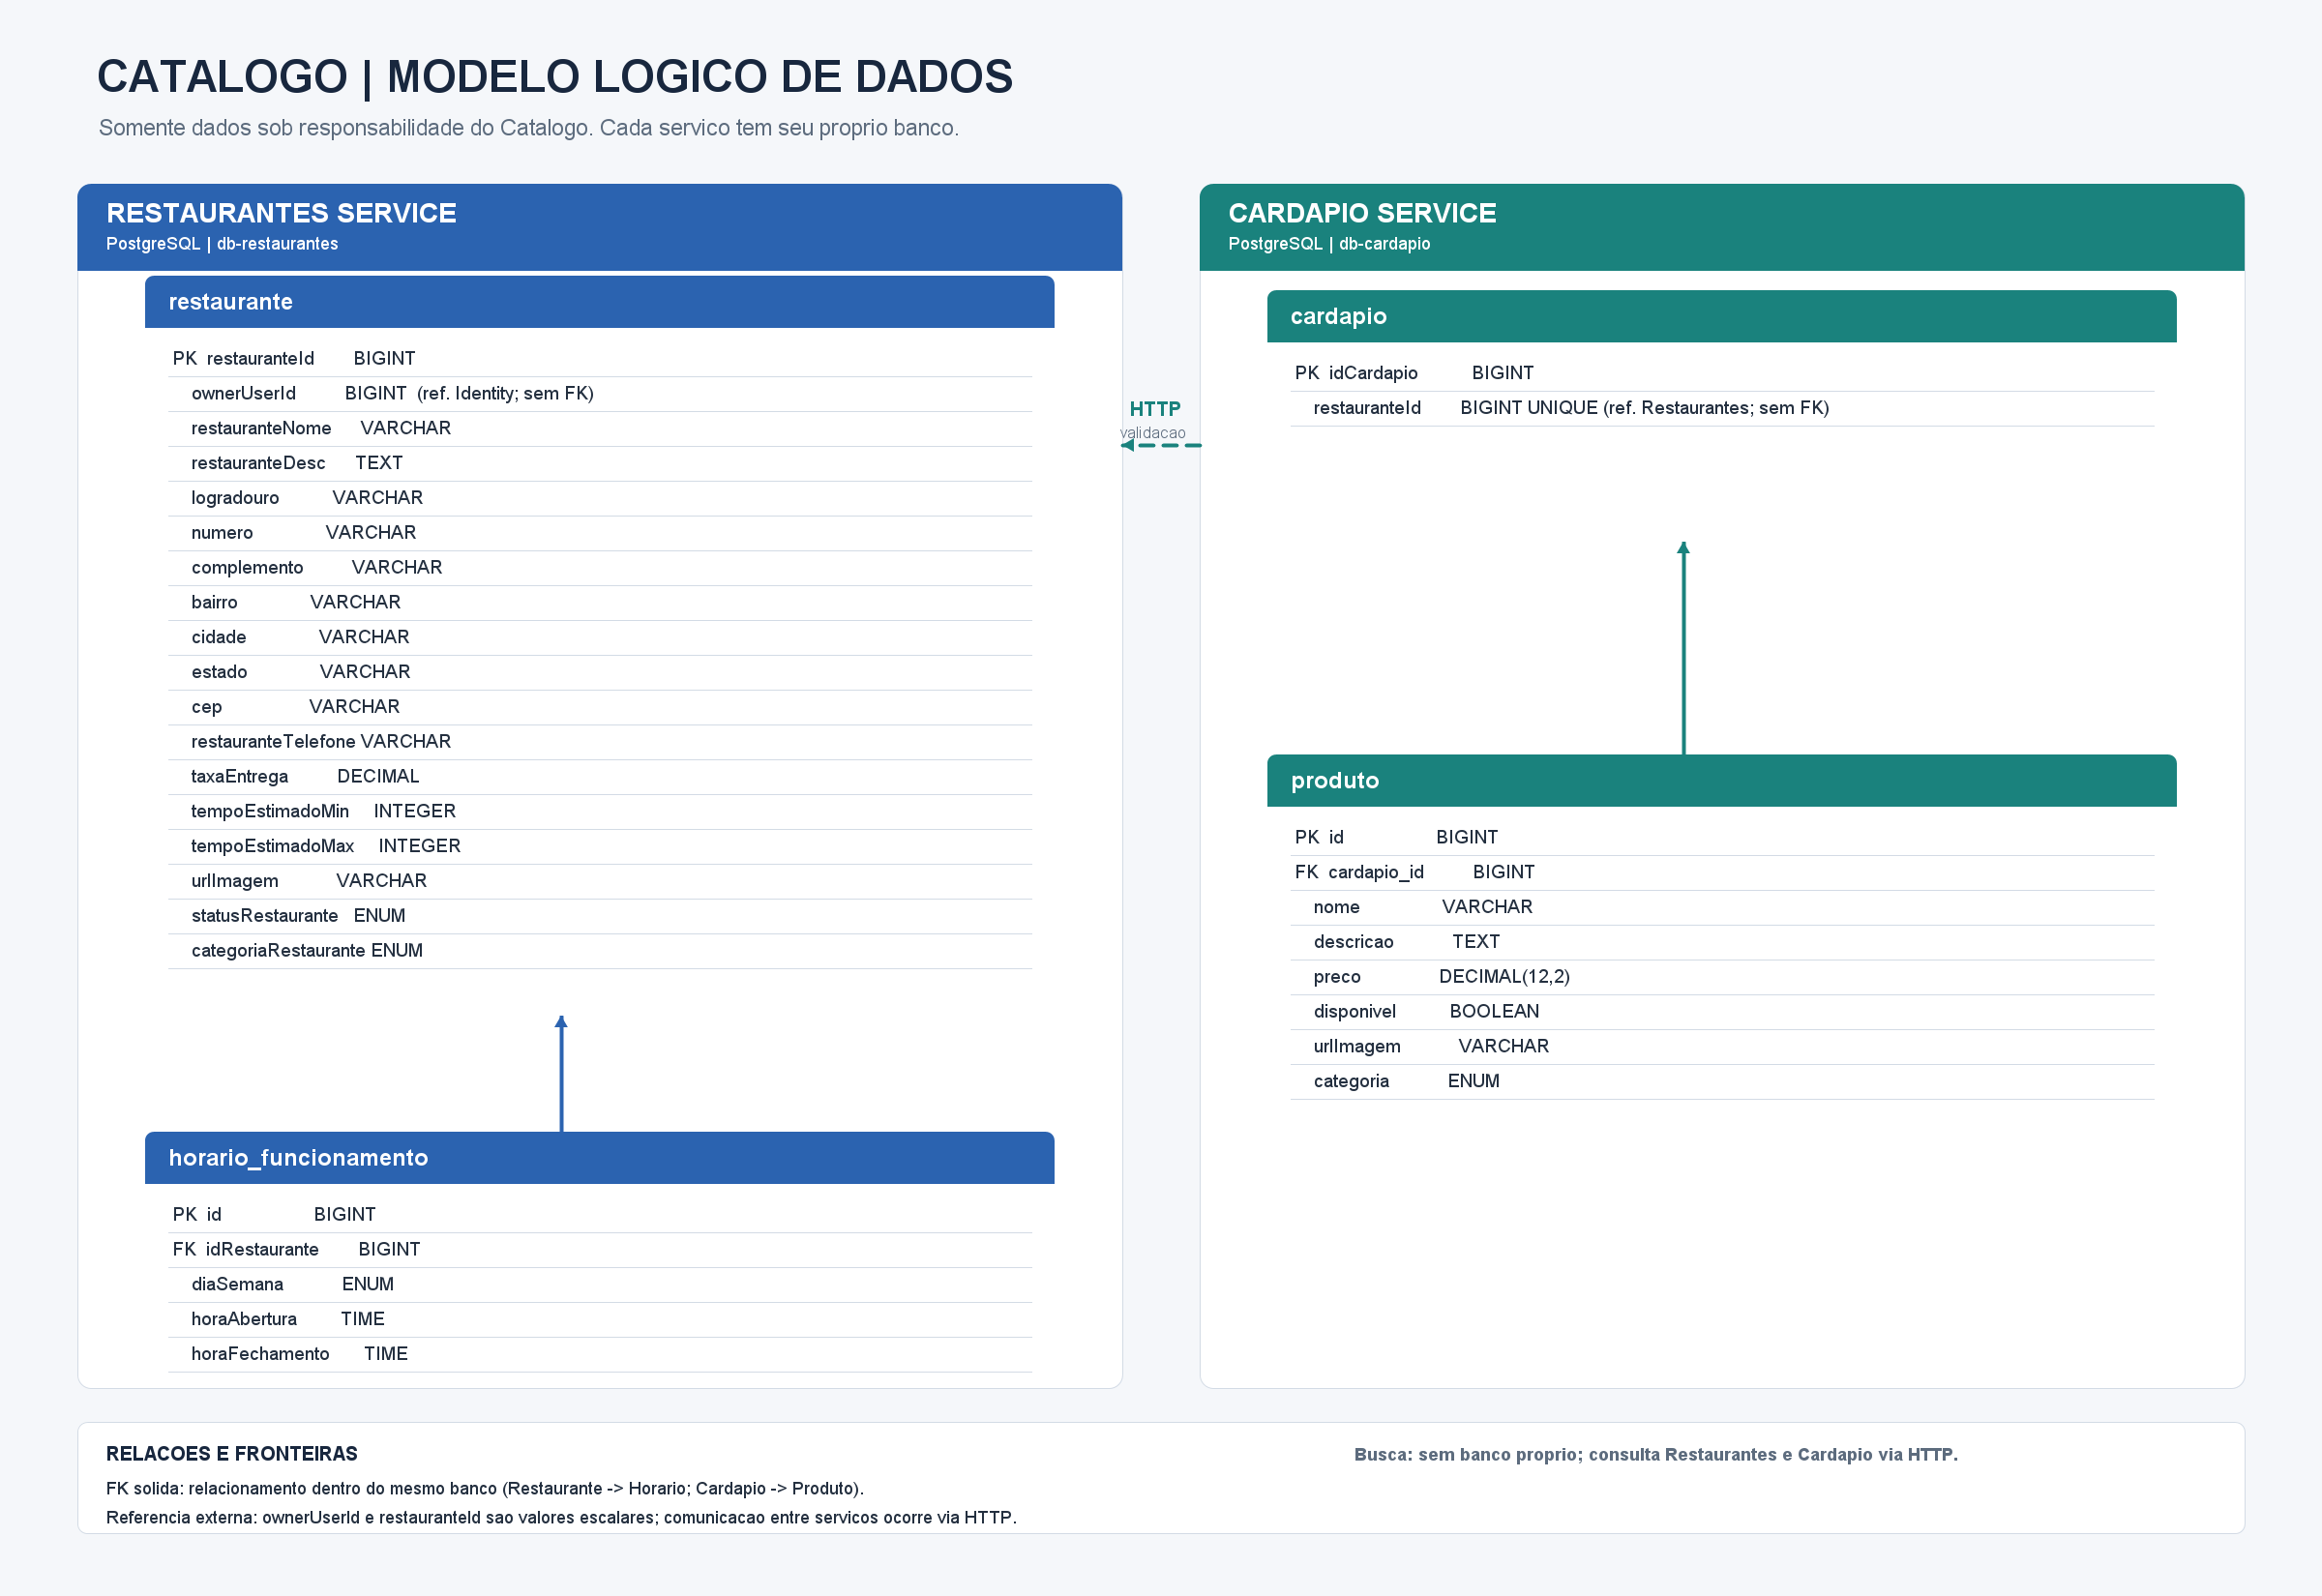 CATALOGO | MODELO LOGICO DE DADOS
Somente dados sob responsabilidade do Catalogo. Cada servico tem seu proprio banco.
RESTAURANTES SERVICE
PostgreSQL | db-restaurantes
restaurante
PK restauranteId BIGINT
ownerUserId BIGINT (ref. Identity; sem FK)
restauranteNome VARCHAR
restauranteDesc TEXT
logradouro VARCHAR
numero VARCHAR
complemento VARCHAR
bairro VARCHAR
cidade VARCHAR
estado VARCHAR
cep VARCHAR
restauranteTelefone VARCHAR
taxaEntrega DECIMAL
tempoEstimadoMin INTEGER
tempoEstimadoMax INTEGER
urlImagem VARCHAR
statusRestaurante ENUM
categoriaRestaurante ENUM
horario_funcionamento
PK id BIGINT
FK idRestaurante BIGINT
diaSemana ENUM
horaAbertura TIME
horaFechamento TIME
HTTP
validacao
CARDAPIO SERVICE
PostgreSQL | db-cardapio
cardapio
PK idCardapio BIGINT
restauranteId BIGINT UNIQUE (ref. Restaurantes; sem FK)
produto
PK id BIGINT
FK cardapio_id BIGINT
nome VARCHAR
descricao TEXT
preco DECIMAL(12,2)
disponivel BOOLEAN
urlImagem VARCHAR
categoria ENUM
RELACOES E FRONTEIRAS
FK solida: relacionamento dentro do mesmo banco (Restaurante -> Horario; Cardapio -> Produto).
Referencia externa: ownerUserId e restauranteId sao valores escalares; comunicacao entre servicos ocorre via HTTP.
Busca: sem banco proprio; consulta Restaurantes e Cardapio via HTTP.